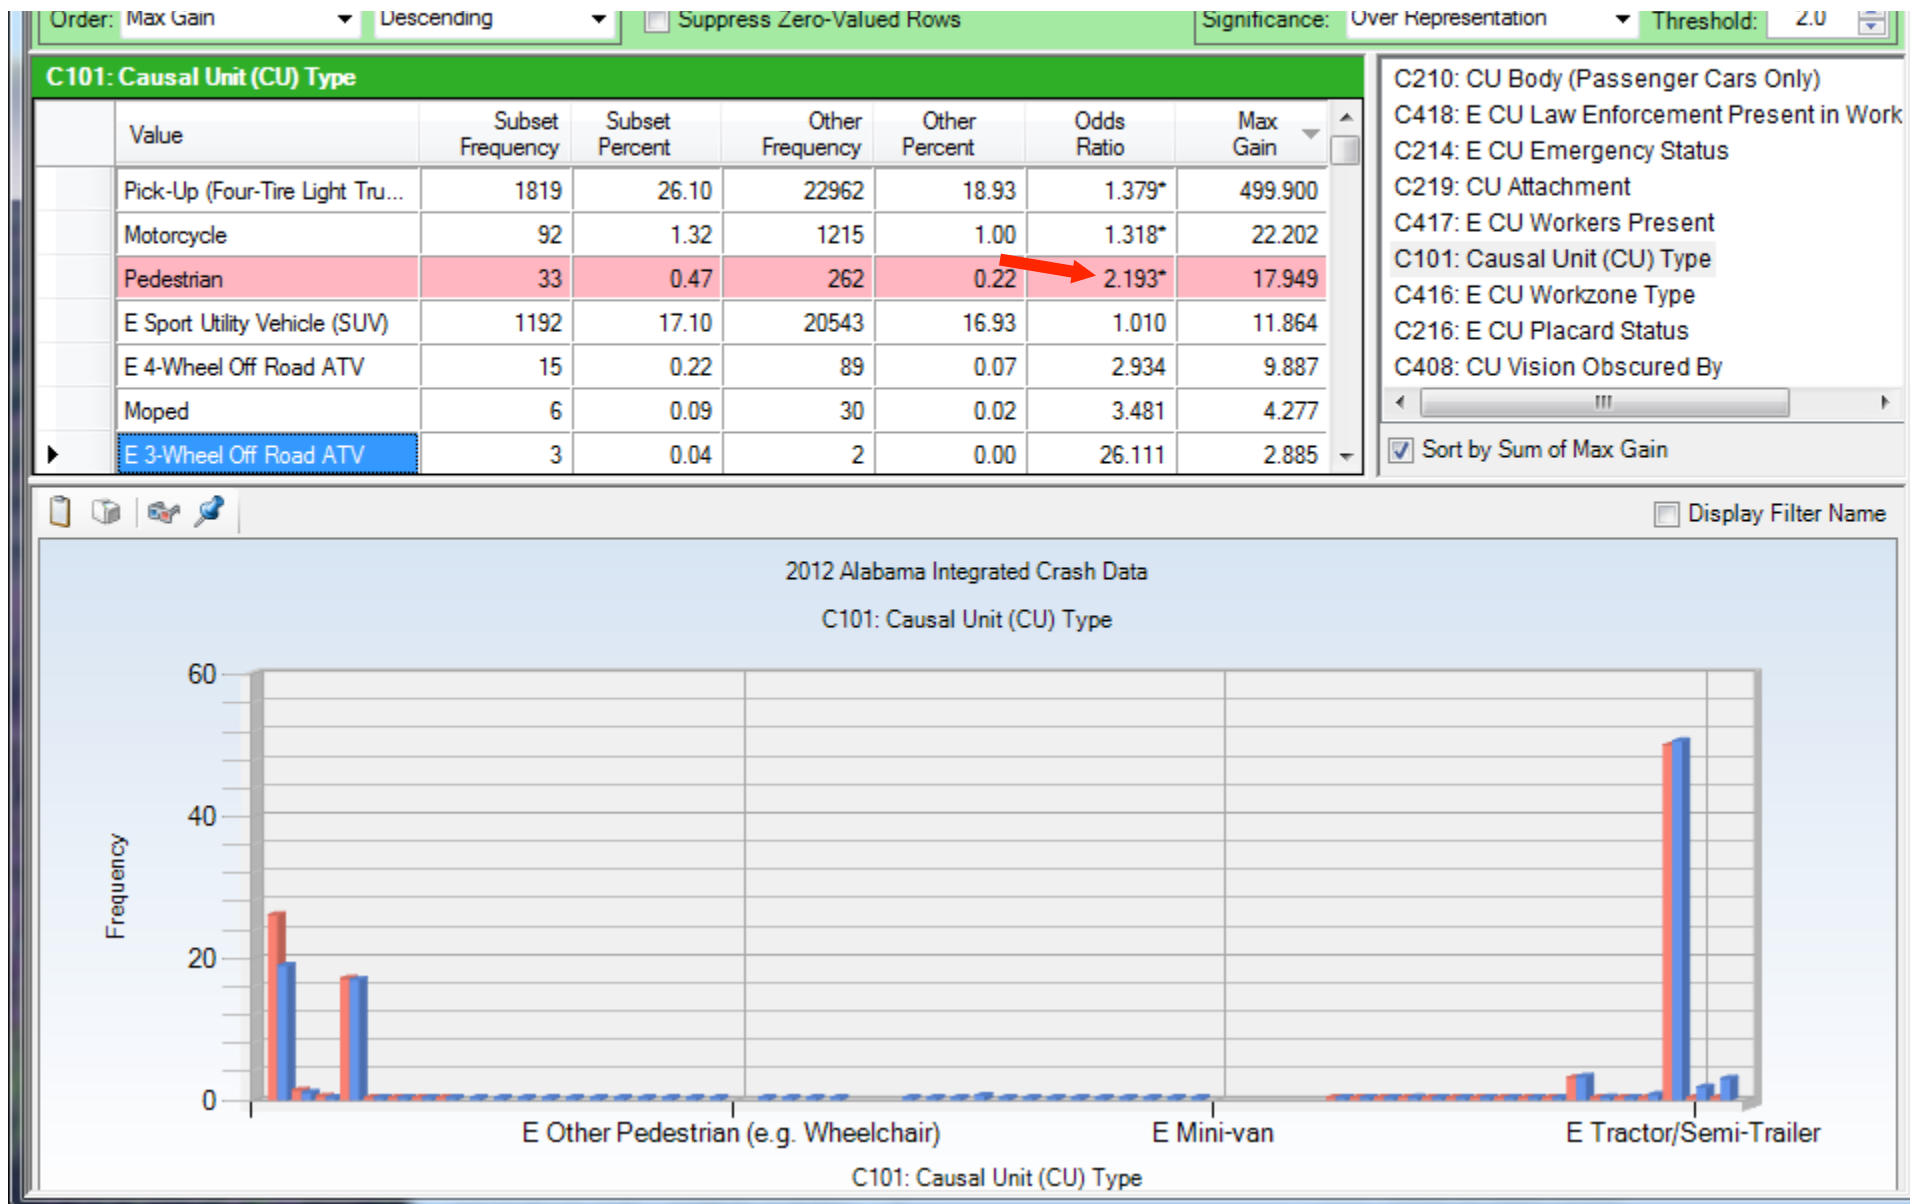 Order: Max Gain Descending Suppress Zero-Valued Rows Significance: Over Representation Threshold: 2.0
C101: Causal Unit (CU) Type
Value Subset Frequency Subset Percent Other Frequency Other Percent Odds Ratio Max Gain
Pick-Up (Four-Tire Light Tru... 1819 26.10 22962 18.93 1.379* 499.900
Motorcycle 92 1.32 1215 1.00 1.318* 22.202
Pedestrian 33 0.47 262 0.22 2.193* 17.949
E Sport Utility Vehicle (SUV) 1192 17.10 20543 16.93 1.010 11.864
E 4-Wheel Off Road ATV 15 0.22 89 0.07 2.934 9.887
Moped 6 0.09 30 0.02 3.481 4.277
E 3-Wheel Off Road ATV 3 0.04 2 0.00 26.111 2.885
C210: CU Body (Passenger Cars Only)
C418: E CU Law Enforcement Present in Work
C214: E CU Emergency Status
C219: CU Attachment
C417: E CU Workers Present
C101: Causal Unit (CU) Type
C416: E CU Workzone Type
C216: E CU Placard Status
C408: CU Vision Obscured By
Sort by Sum of Max Gain
Display Filter Name
2012 Alabama Integrated Crash Data
C101: Causal Unit (CU) Type
60
40
20
0
Frequency
E Other Pedestrian (e.g. Wheelchair) E Mini-van E Tractor/Semi-Trailer
C101: Causal Unit (CU) Type